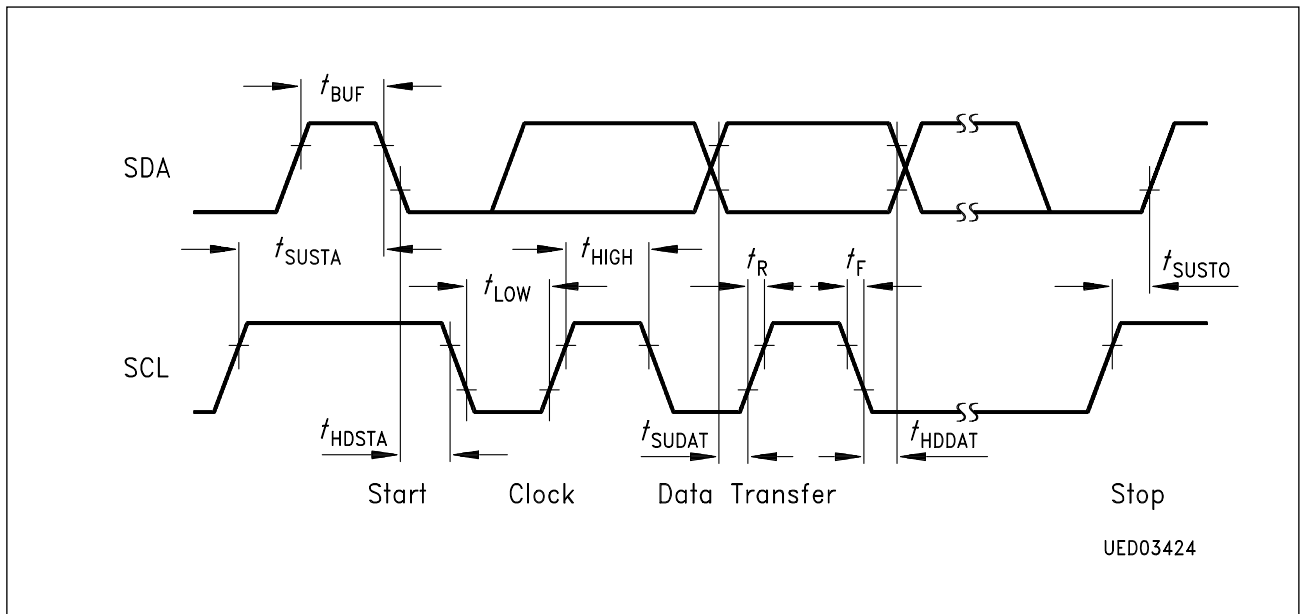 tBUF
SDA
tSUSTA
tHIGH
tLOW
tR
tF
tSUSTO
SCL
tHDSTA
tSUDAT
tHDDAT
Start
Clock
Data Transfer
Stop
UED03424